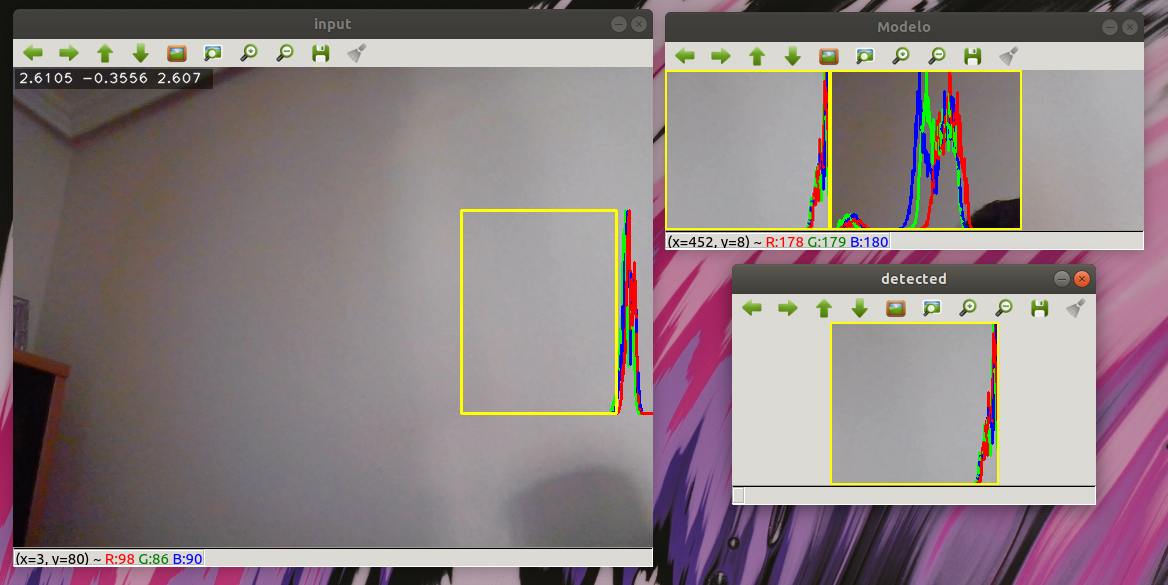 input
2.6105 −0.3556 2.607
(x=3, y=80) ~ R:98 G:86 B:90
Modelo
(x=452, y=8) ~ R:178 G:179 B:180
detected